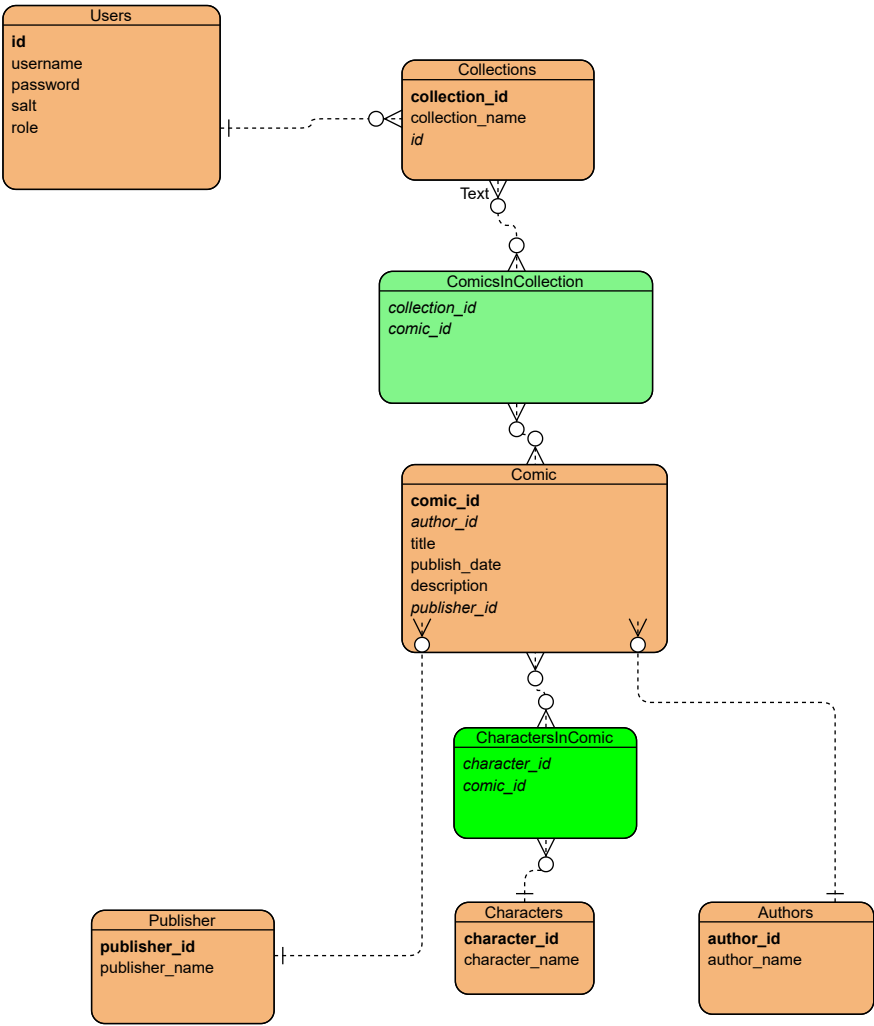 Users
id
username
password
salt
role
Collections
collection_id
collection_name
id
Text
ComicsInCollection
collection_id
comic_id
Comic
comic_id
author_id
title
publish_date
description
publisher_id
CharactersInComic
character_id
comic_id
Publisher
publisher_id
publisher_name
Characters
character_id
character_name
Authors
author_id
author_name